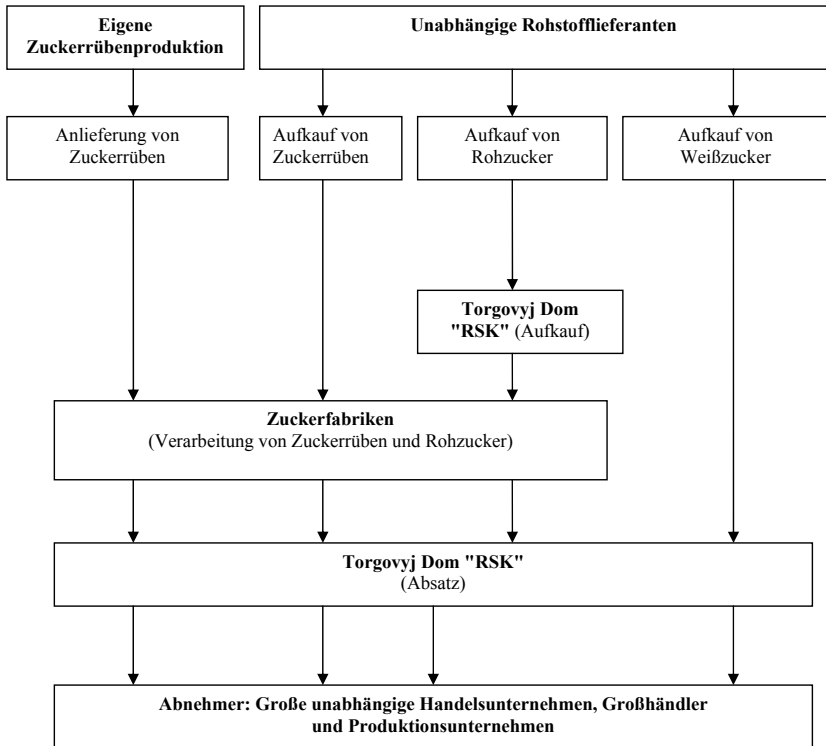 Eigene
Zuckerrübenproduktion
Unabhängige Rohstofflieferanten
Anlieferung von
Zuckerrüben
Aufkauf von
Zuckerrüben
Aufkauf von
Rohzucker
Aufkauf von
Weißzucker
Torgovyj Dom
"RSK" (Aufkauf)
Zuckerfabriken
(Verarbeitung von Zuckerrüben und Rohzucker)
Torgovyj Dom "RSK"
(Absatz)
Abnehmer: Große unabhängige Handelsunternehmen, Großhändler
und Produktionsunternehmen